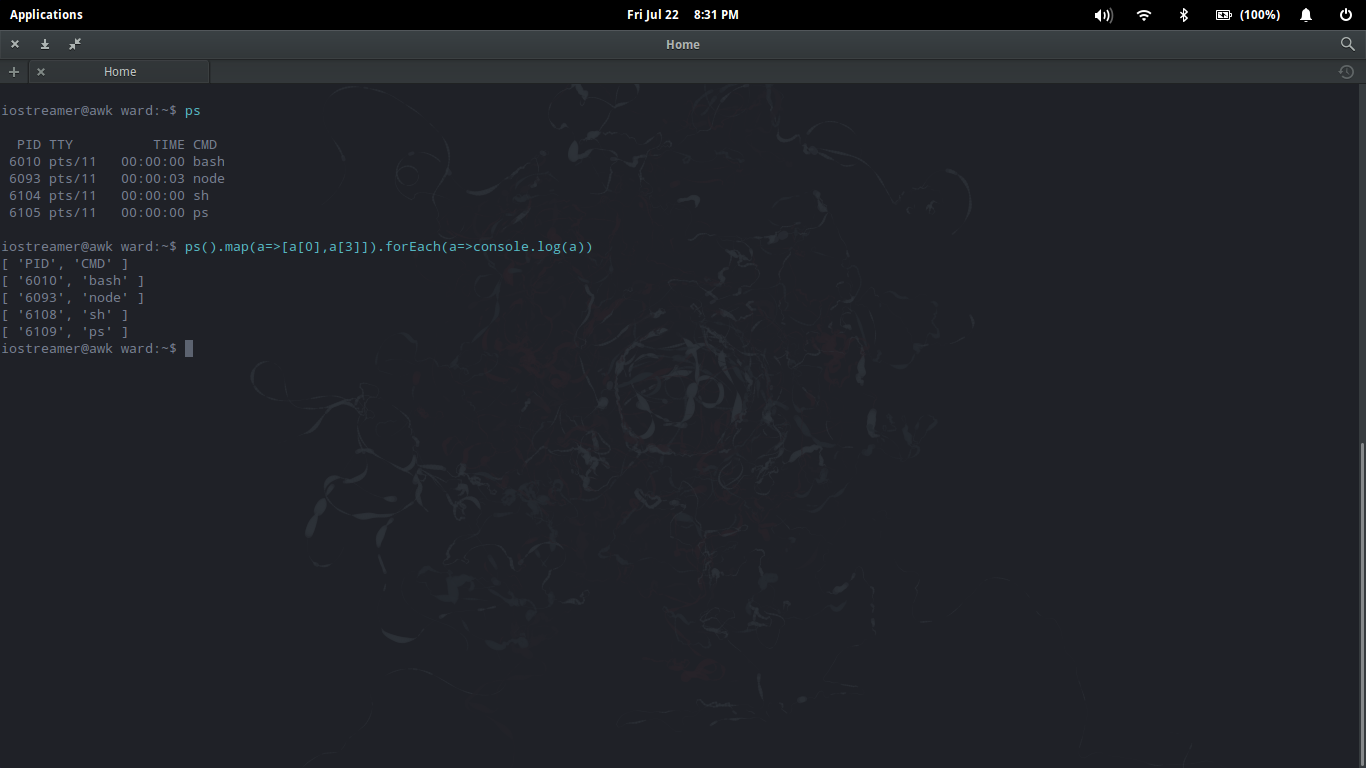 Applications Fri Jul 22 8:31 PM (100%)
Home
Home
iostreamer@awk ward:~$ ps
  PID TTY          TIME CMD
 6010 pts/11   00:00:00 bash
 6093 pts/11   00:00:03 node
 6104 pts/11   00:00:00 sh
 6105 pts/11   00:00:00 ps
iostreamer@awk ward:~$ ps().map(a=>[a[0],a[3]]).forEach(a=>console.log(a))
[ 'PID', 'CMD' ]
[ '6010', 'bash' ]
[ '6093', 'node' ]
[ '6108', 'sh' ]
[ '6109', 'ps' ]
iostreamer@awk ward:~$